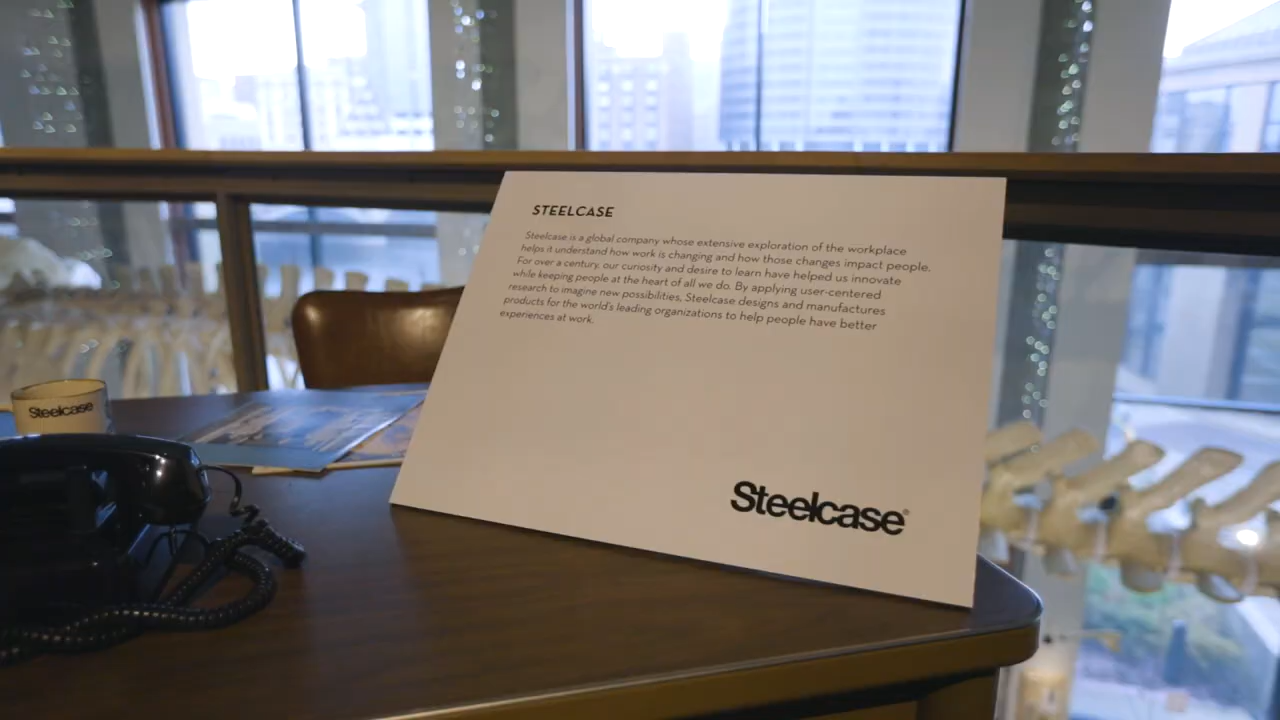 STEELCASE
Steelcase is a global company whose extensive exploration of the workplace
helps it understand how work is changing and how those changes impact people.
For over a century, our curiosity and desire to learn have helped us innovate
while keeping people at the heart of all we do. By applying user-centered
research to imagine new possibilities, Steelcase designs and manufactures
products for the world's leading organizations to help people have better
experiences at work.
Steelcase
Steelcase®